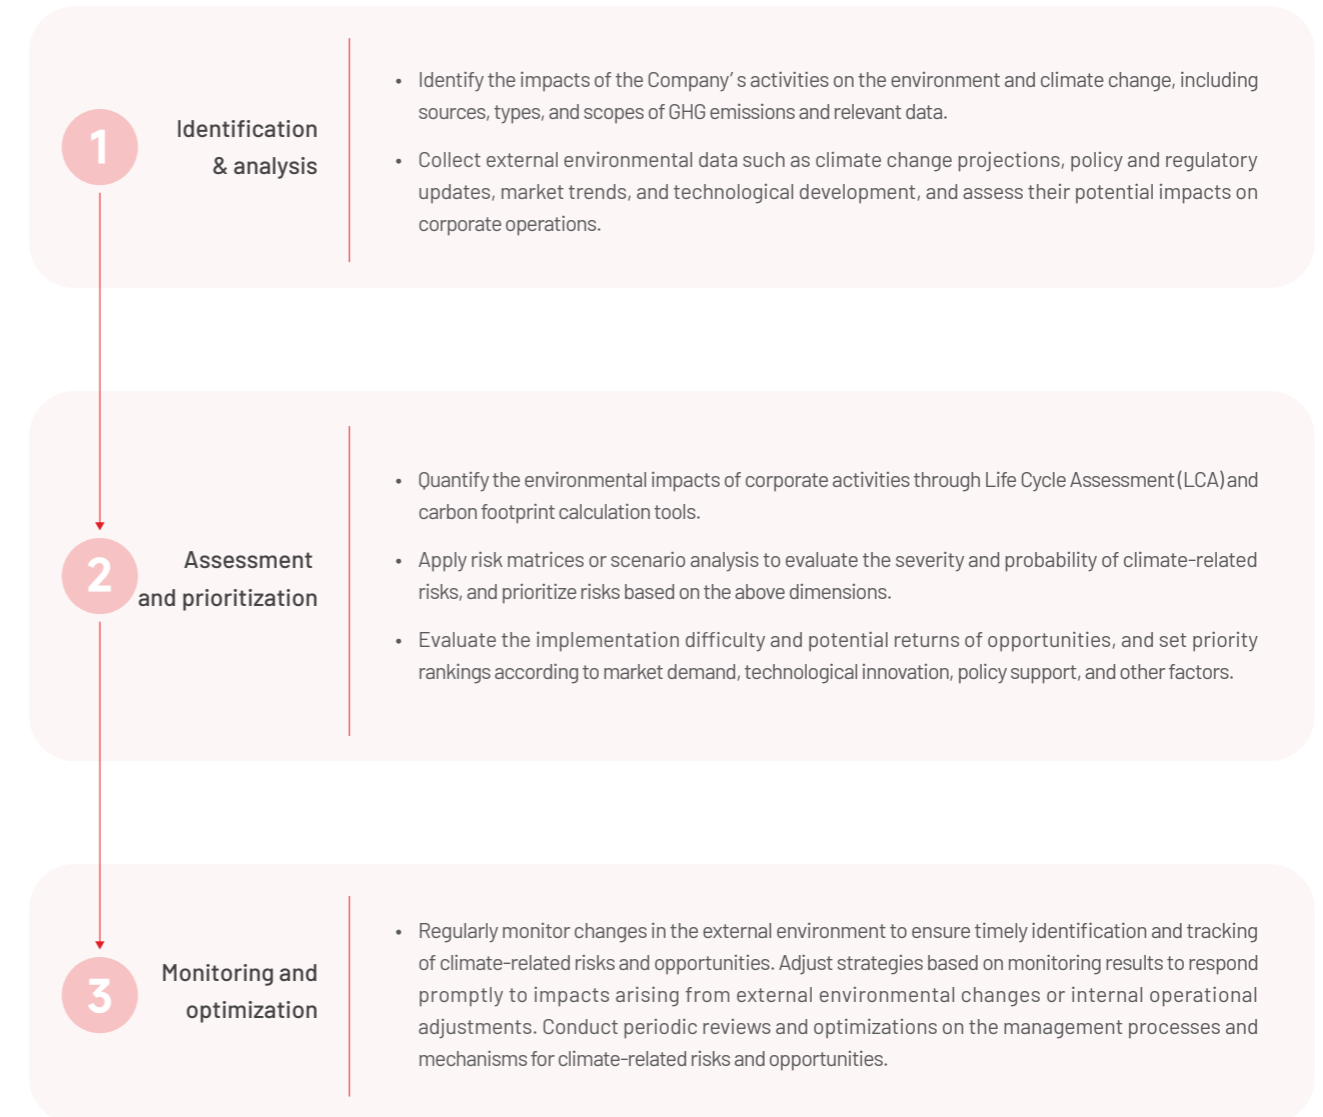 1
Identification
& analysis
• Identify the impacts of the Company’ s activities on the environment and climate change, including
sources, types, and scopes of GHG emissions and relevant data.
• Collect external environmental data such as climate change projections, policy and regulatory
updates, market trends, and technological development, and assess their potential impacts on
corporate operations.
2
Assessment
and prioritization
• Quantify the environmental impacts of corporate activities through Life Cycle Assessment (LCA) and
carbon footprint calculation tools.
• Apply risk matrices or scenario analysis to evaluate the severity and probability of climate-related
risks, and prioritize risks based on the above dimensions.
• Evaluate the implementation difficulty and potential returns of opportunities, and set priority
rankings according to market demand, technological innovation, policy support, and other factors.
3
Monitoring and
optimization
• Regularly monitor changes in the external environment to ensure timely identification and tracking
of climate-related risks and opportunities. Adjust strategies based on monitoring results to respond
promptly to impacts arising from external environmental changes or internal operational
adjustments. Conduct periodic reviews and optimizations on the management processes and
mechanisms for climate-related risks and opportunities.